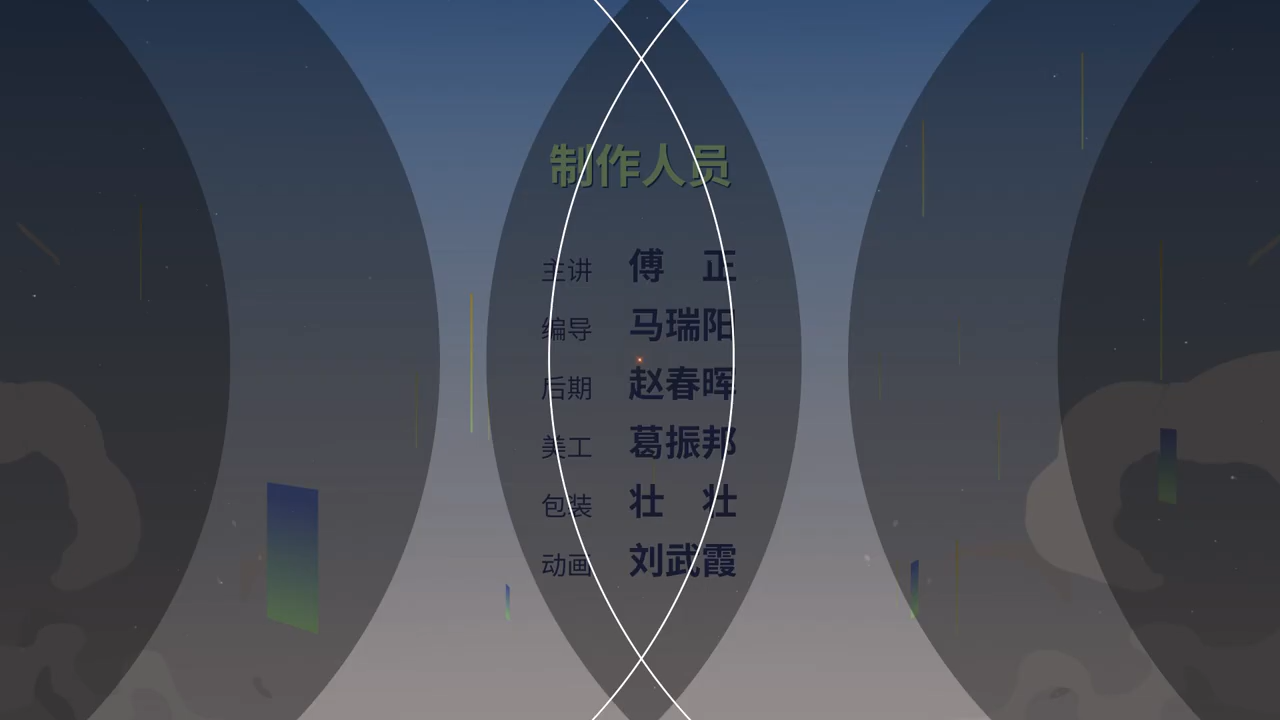 制作人员
主讲 傅 正
编导 马瑞阳
后期 赵春晖
美工 葛振邦
包装 壮 壮
动画 刘武霞